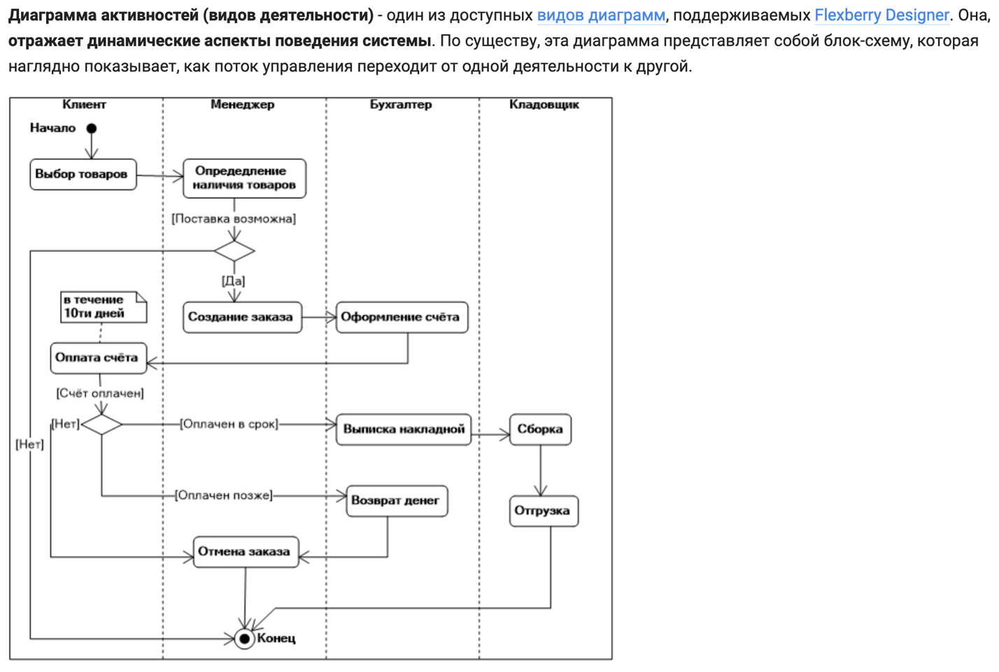 Диаграмма активностей (видов деятельности) - один из доступных видов диаграмм, поддерживаемых Flexberry Designer. Она,
отражает динамические аспекты поведения системы. По существу, эта диаграмма представляет собой блок-схему, которая
наглядно показывает, как поток управления переходит от одной деятельности к другой.
Клиент
Менеджер
Бухгалтер
Кладовщик
Начало
Выбор товаров
Опредедление
наличия товаров
[Поставка возможна]
[Да]
в течение
10ти дней
Создание заказа
Оформление счёта
Оплата счёта
[Счёт оплачен]
[Нет]
[Оплачен в срок]
Выписка накладной
Сборка
[Нет]
[Оплачен позже]
Возврат денег
Отгрузка
Отмена заказа
Конец